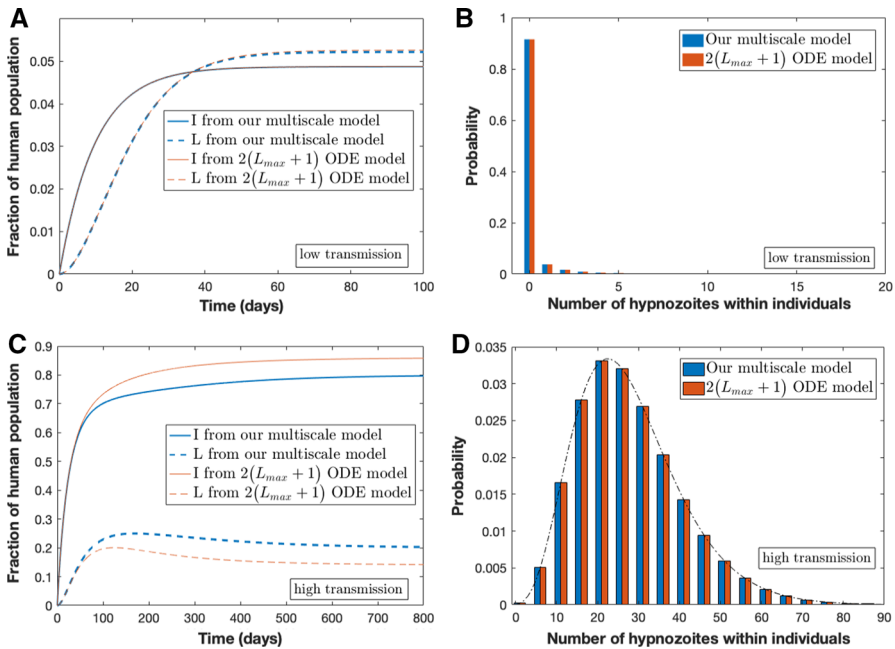 A
Fraction of human population
0.05
0.04
0.03
0.02
0.01
0
I from our multiscale model
L from our multiscale model
I from 2(L_max + 1) ODE model
L from 2(L_max + 1) ODE model
low transmission
0 20 40 60 80 100
Time (days)
B
Probability
1
0.8
0.6
0.4
0.2
0
Our multiscale model
2(L_max + 1) ODE model
low transmission
0 5 10 15 20
Number of hypnozoites within individuals
C
Fraction of human population
0.9
0.8
0.7
0.6
0.5
0.4
0.3
0.2
0.1
0
I from our multiscale model
L from our multiscale model
I from 2(L_max + 1) ODE model
L from 2(L_max + 1) ODE model
high transmission
0 100 200 300 400 500 600 700 800
Time (days)
D
Probability
0.035
0.03
0.025
0.02
0.015
0.01
0.005
0
Our multiscale model
2(L_max + 1) ODE model
high transmission
0 10 20 30 40 50 60 70 80 90
Number of hypnozoites within individuals